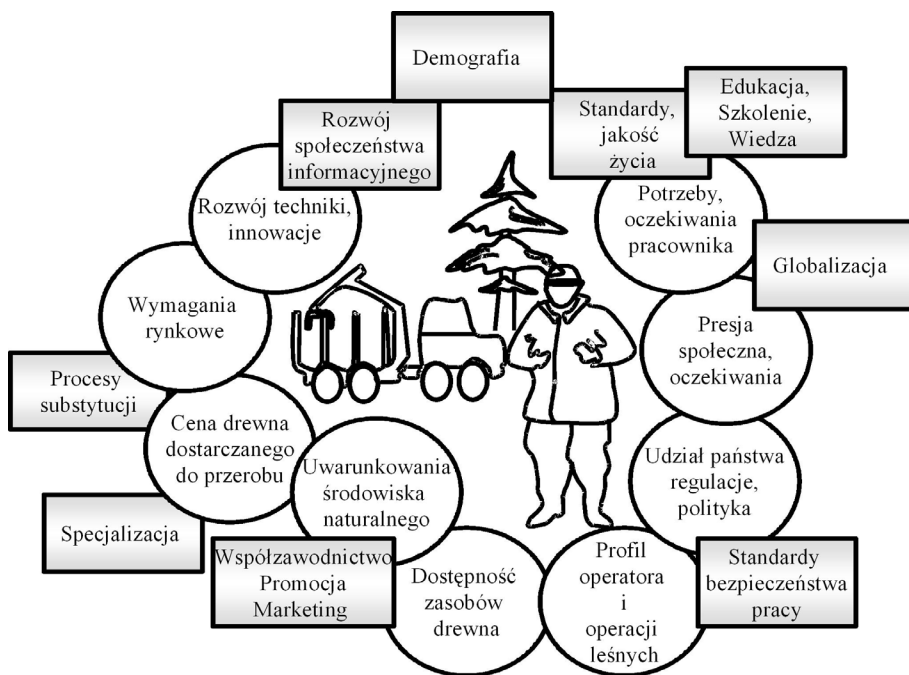 Demografia
Edukacja,
Szkolenie,
Wiedza
Standardy,
jakość
życia
Rozwój
społeczeństwa
informacyjnego
Potrzeby,
oczekiwania
pracownika
Rozwój techniki,
innowacje
Globalizacja
Wymagania
rynkowe
Presja
społeczna,
oczekiwania
Procesy
substytucji
Cena drewna
dostarczanego
do przerobu
Uwarunkowania
środowiska
naturalnego
Udział państwa
regulacje,
polityka
Specjalizacja
Współzawodnictwo
Promocja
Marketing
Dostępność
zasobów
drewna
Profil
operatora
i
operacji
leśnych
Standardy
bezpieczeństwa
pracy